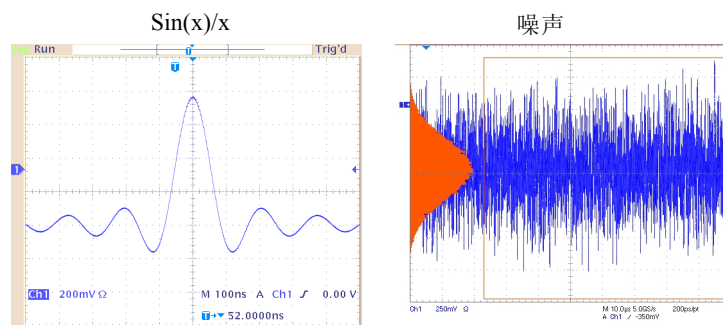 Sin(x)/x
噪声
Run
Trig'd
T
T
1
Ch1 200mV Ω
M 100ns A Ch1 ∫ 0.00 V
T→▼ 52.0000ns
Ch1 250mV Ω
M 10.0µs 5.0GS/s 200ps/pt
A Ch1 ∕ -350mV